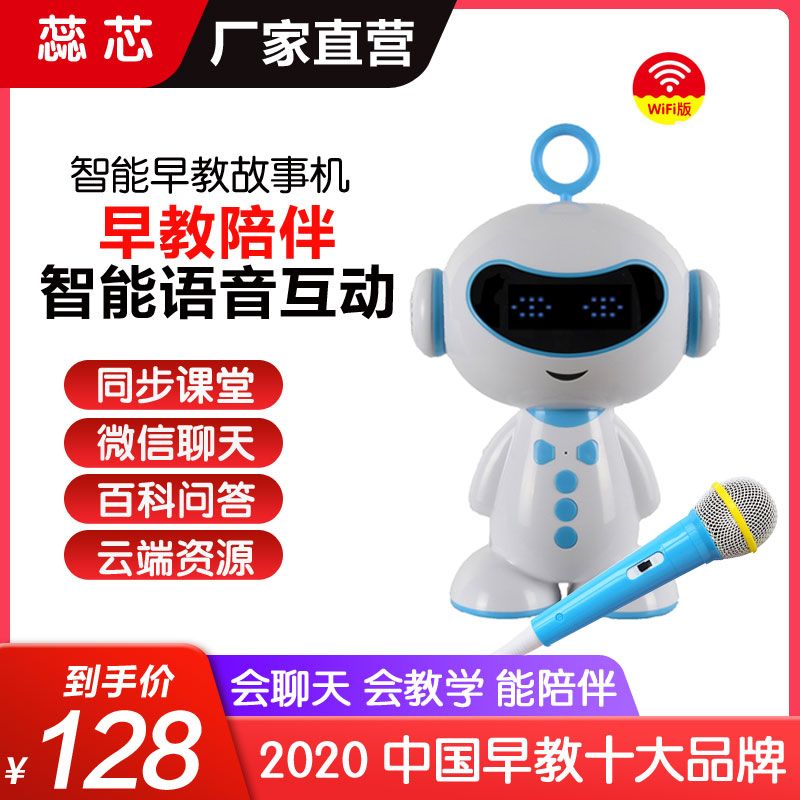 蕊芯 厂家直营
WiFi版
智能早教故事机
早教陪伴
智能语音互动
同步课堂
微信聊天
百科问答
云端资源
到手价
¥128
会聊天 会教学 能陪伴
2020 中国早教十大品牌